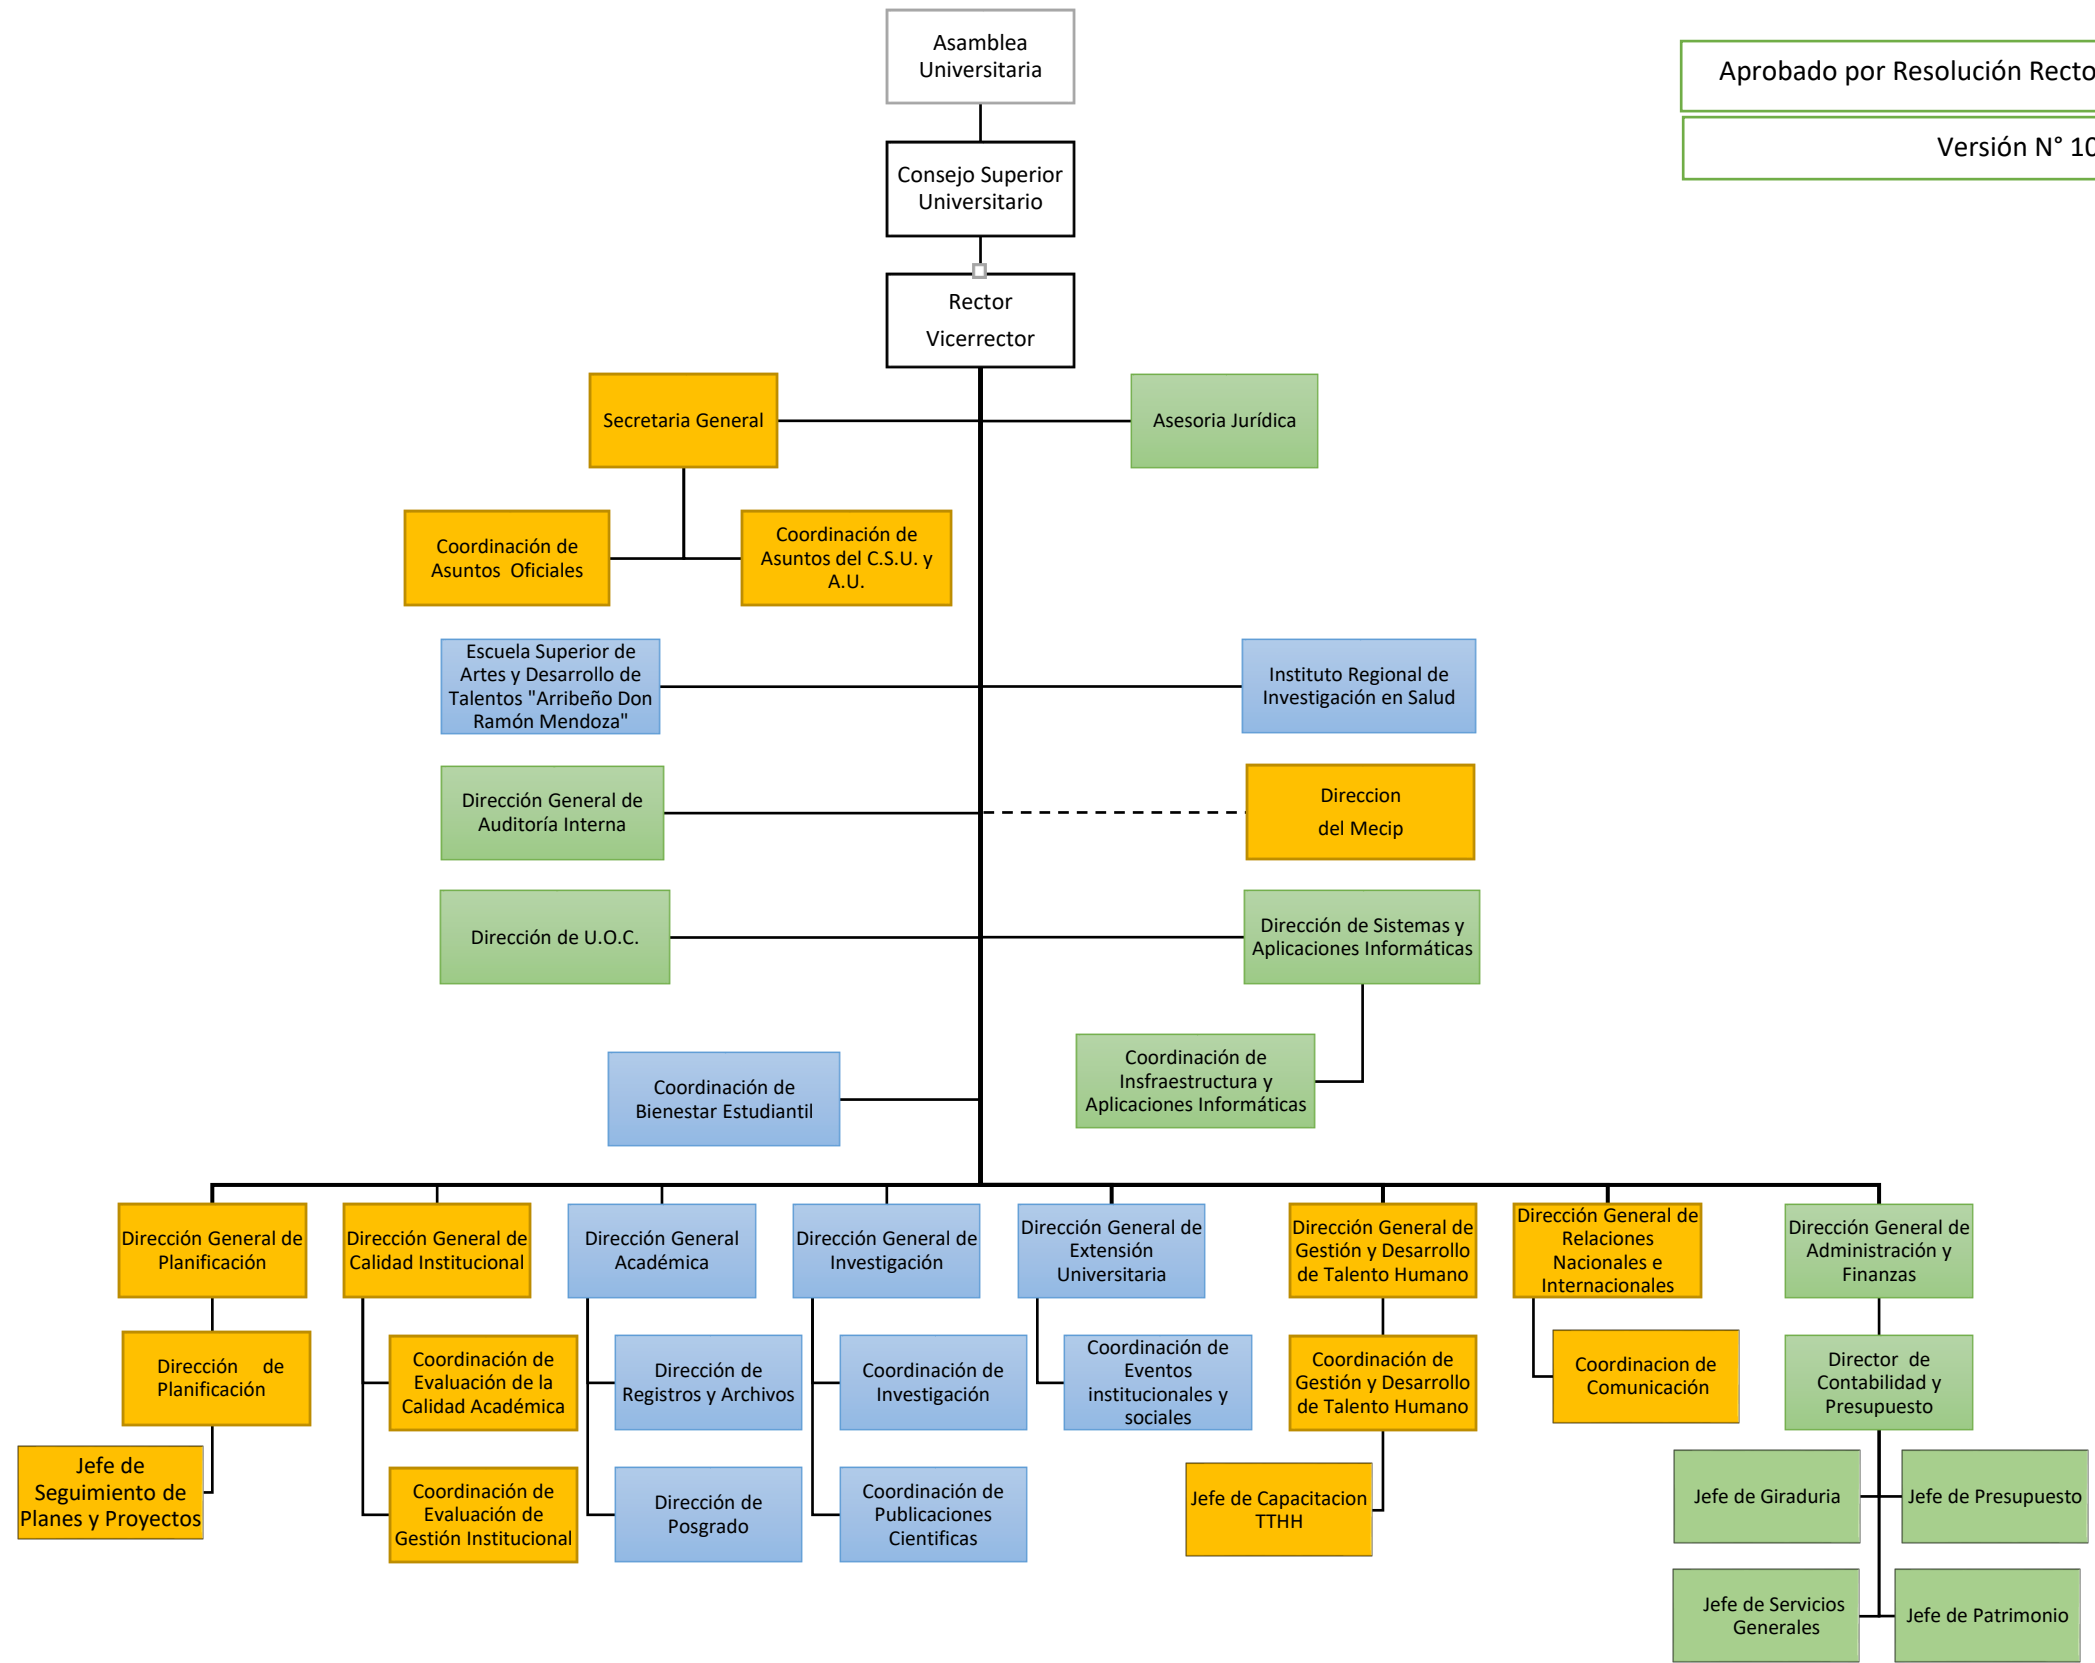 Asamblea
Universitaria
Aprobado por Resolución Recto
Versión N° 10
Consejo Superior
Universitario
Rector
Vicerrector
Secretaria General
Asesoria Jurídica
Coordinación de
Asuntos Oficiales
Coordinación de
Asuntos del C.S.U. y
A.U.
Escuela Superior de
Artes y Desarrollo de
Talentos "Arribeño Don
Ramón Mendoza"
Instituto Regional de
Investigación en Salud
Dirección General de
Auditoría Interna
Direccion
del Mecip
Dirección de U.O.C.
Dirección de Sistemas y
Aplicaciones Informáticas
Coordinación de
Bienestar Estudiantil
Coordinación de
Insfraestructura y
Aplicaciones Informáticas
Dirección General de
Planificación
Dirección General de
Calidad Institucional
Dirección General
Académica
Dirección General de
Investigación
Dirección General de
Extensión
Universitaria
Dirección General de
Gestión y Desarrollo
de Talento Humano
Dirección General de
Relaciones
Nacionales e
Internacionales
Dirección General de
Administración y
Finanzas
Dirección de
Planificación
Coordinación de
Evaluación de la
Calidad Académica
Dirección de
Registros y Archivos
Coordinación de
Investigación
Coordinación de
Eventos
institucionales y
sociales
Coordinación de
Gestión y Desarrollo
de Talento Humano
Coordinacion de
Comunicación
Director de
Contabilidad y
Presupuesto
Jefe de
Seguimiento de
Planes y Proyectos
Coordinación de
Evaluación de
Gestión Institucional
Dirección de
Posgrado
Coordinación de
Publicaciones
Cientificas
Jefe de Capacitacion
TTHH
Jefe de Giraduria
Jefe de Presupuesto
Jefe de Servicios
Generales
Jefe de Patrimonio